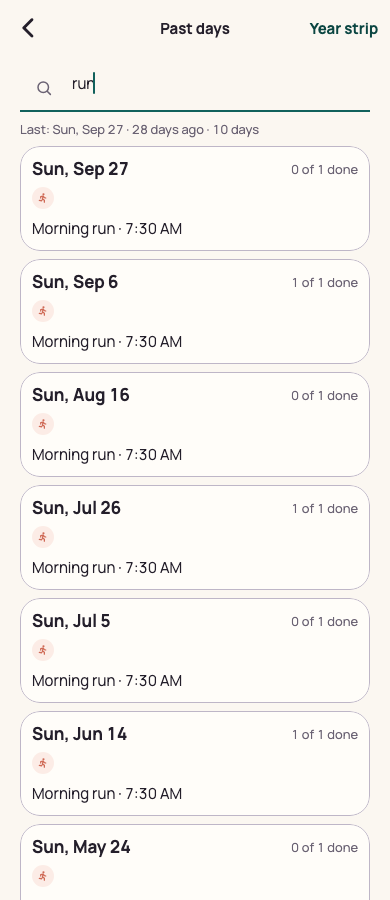 Past days
Year strip
run
Last: Sun, Sep 27 · 28 days ago · 10 days
Sun, Sep 27
0 of 1 done
Morning run · 7:30 AM
Sun, Sep 6
1 of 1 done
Morning run · 7:30 AM
Sun, Aug 16
0 of 1 done
Morning run · 7:30 AM
Sun, Jul 26
1 of 1 done
Morning run · 7:30 AM
Sun, Jul 5
0 of 1 done
Morning run · 7:30 AM
Sun, Jun 14
1 of 1 done
Morning run · 7:30 AM
Sun, May 24
0 of 1 done